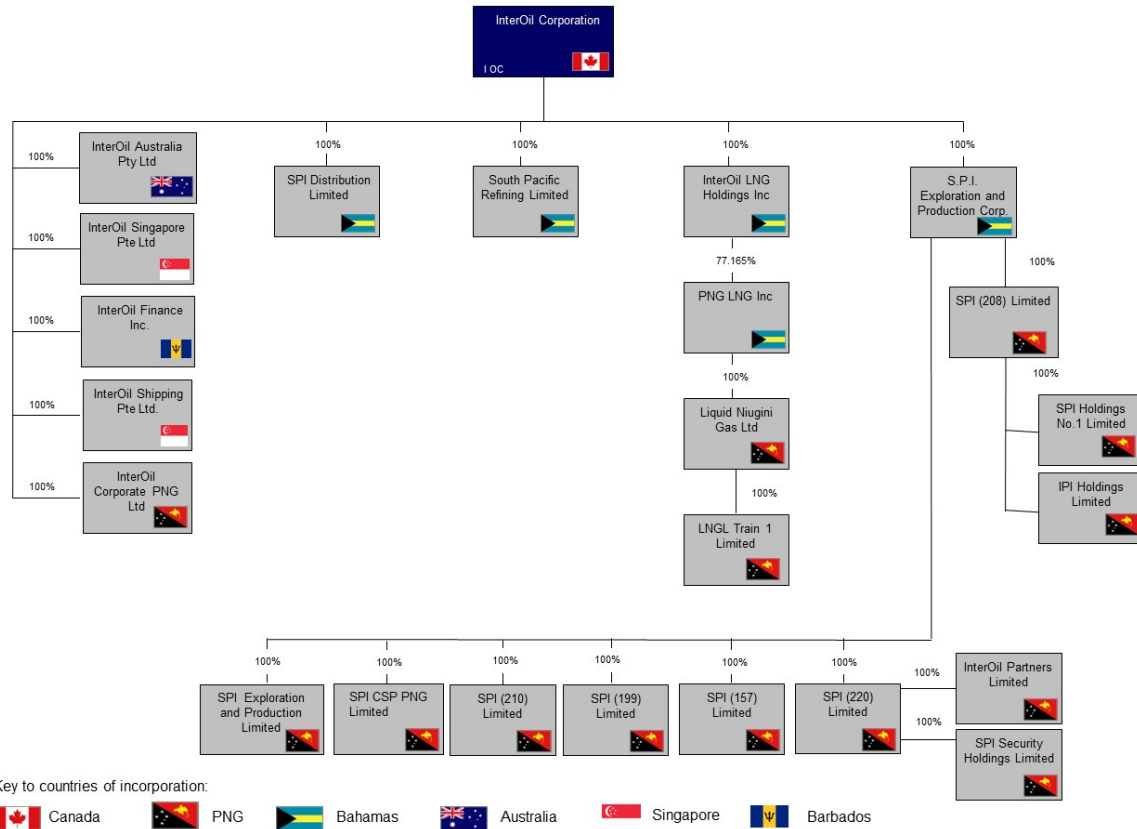 InterOil Corporation
I OC
100%
InterOil Australia
Pty Ltd
100%
InterOil Singapore
Pte Ltd
100%
InterOil Finance
Inc.
100%
InterOil Shipping
Pte Ltd.
100%
InterOil
Corporate PNG
Ltd
100%
SPI Distribution
Limited
100%
South Pacific
Refining Limited
100%
InterOil LNG
Holdings Inc
77.165%
PNG LNG Inc
100%
Liquid Niugini
Gas Ltd
100%
LNGL Train 1
Limited
100%
S.P.I.
Exploration and
Production Corp.
100%
SPI (208) Limited
100%
SPI Holdings
No.1 Limited
IPI Holdings
Limited
100%
SPI Exploration
and Production
Limited
100%
SPI CSP PNG
Limited
100%
SPI (210)
Limited
100%
SPI (199)
Limited
100%
SPI (157)
Limited
100%
SPI (220)
Limited
100%
InterOil Partners
Limited
100%
SPI Security
Holdings Limited
Key to countries of incorporation:
Canada PNG Bahamas Australia Singapore Barbados